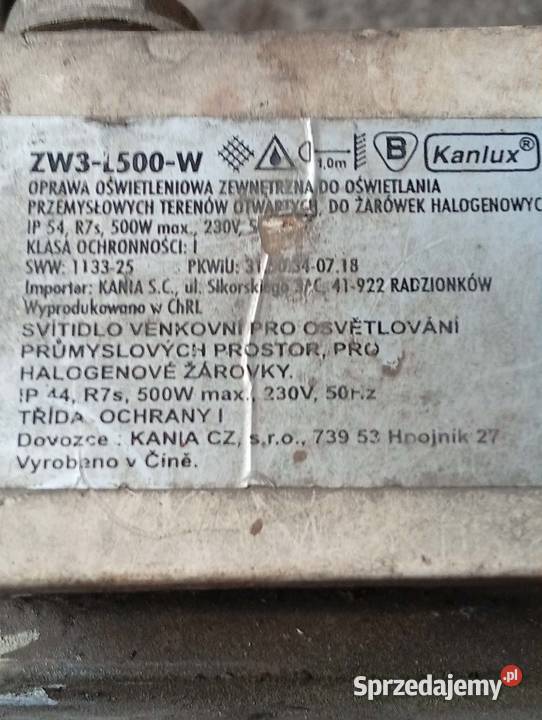 ZW3-L500-W 1,0m B Kanlux®
OPRAWA OŚWIETLENIOWA ZEWNĘTRZNA DO OŚWIETLANIA
PRZEMYSŁOWYCH TERENÓW OTWARTYCH, DO ŻARÓWEK HALOGENOWYC
IP 54, R7s, 500W max., 230V,
KLASA OCHRONNOŚCI: I
SWW: 1133-25 PKWiU:
Importer: KANIA S.C., ul. Sikorskiego 3/C, 41-922 RADZIONKÓW
Wyprodukowano w ChRL
SVÍTIDLO VENKOVNÍ PRO OSVĚTLOVÁNÍ
PRŮMYSLOVÝCH PROSTOR, PRO
HALOGENOVÉ ŽÁROVKY.
IP 44, R7s, 500W max., 230V, 50Hz
TŘÍDA OCHRANY I
Dovozce : KANIA CZ, s,r,o., 739 53 Hnojník 27
Vyrobeno v Číně.
Sprzedajemy.pl